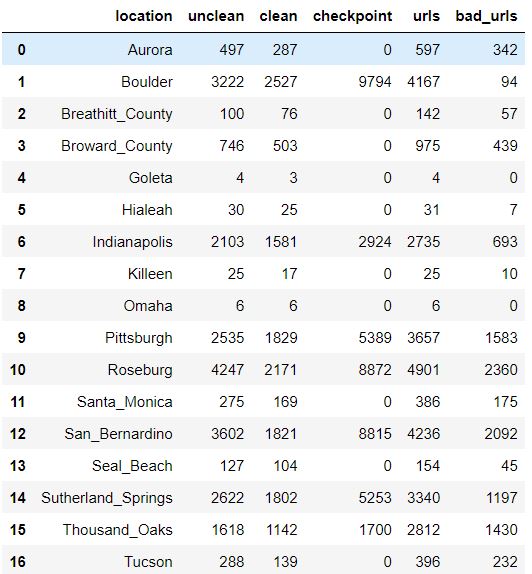 location unclean clean checkpoint urls bad_urls
0 Aurora 497 287 0 597 342
1 Boulder 3222 2527 9794 4167 94
2 Breathitt_County 100 76 0 142 57
3 Broward_County 746 503 0 975 439
4 Goleta 4 3 0 4 0
5 Hialeah 30 25 0 31 7
6 Indianapolis 2103 1581 2924 2735 693
7 Killeen 25 17 0 25 10
8 Omaha 6 6 0 6 0
9 Pittsburgh 2535 1829 5389 3657 1583
10 Roseburg 4247 2171 8872 4901 2360
11 Santa_Monica 275 169 0 386 175
12 San_Bernardino 3602 1821 8815 4236 2092
13 Seal_Beach 127 104 0 154 45
14 Sutherland_Springs 2622 1802 5253 3340 1197
15 Thousand_Oaks 1618 1142 1700 2812 1430
16 Tucson 288 139 0 396 232